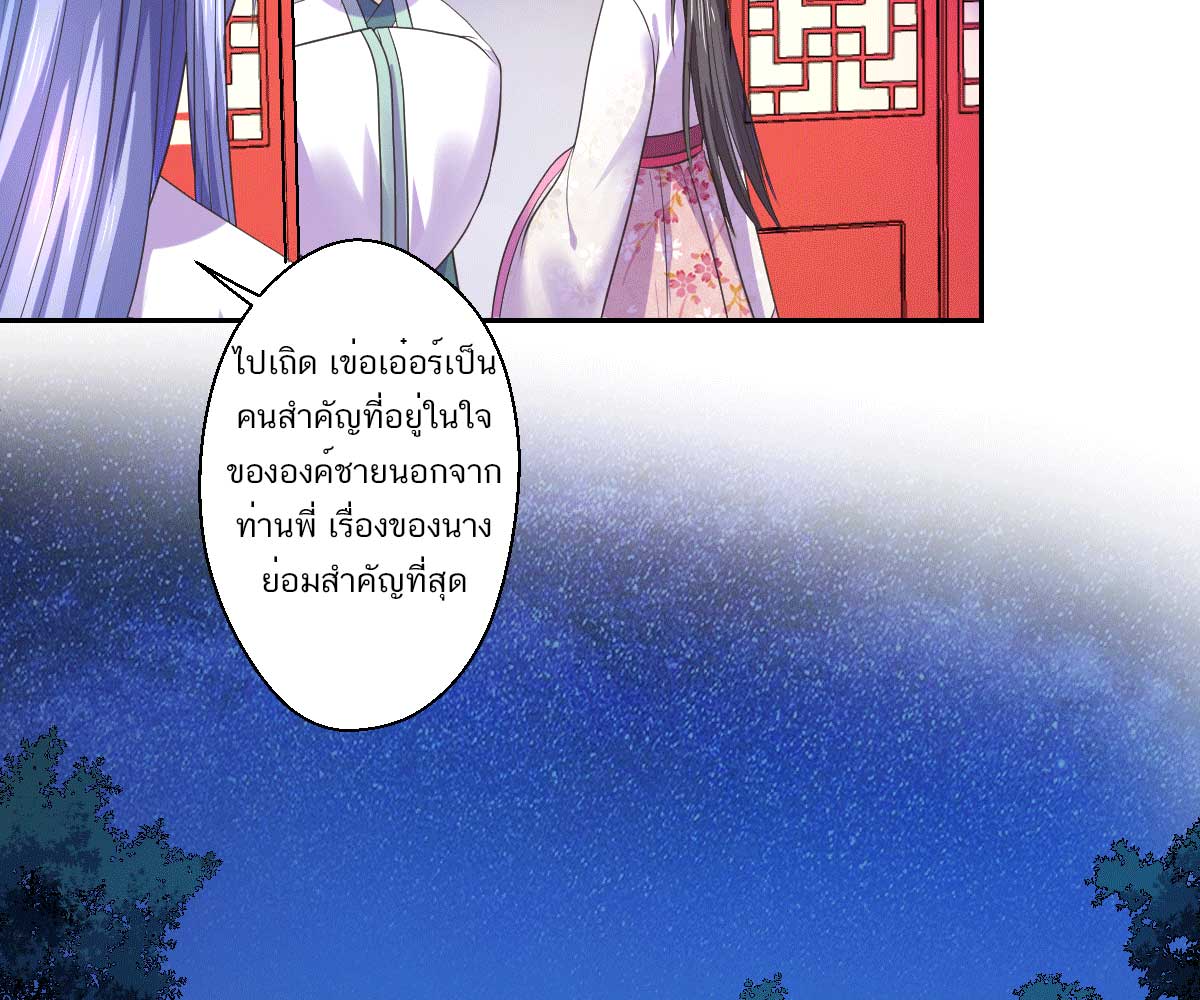 ไปเถิด เข่อเอ๋อร์เป็น
คนสำคัญที่อยู่ในใจ
ขององค์ชายนอกจาก
ท่านพี่ เรื่องของนาง
ย่อมสำคัญที่สุด